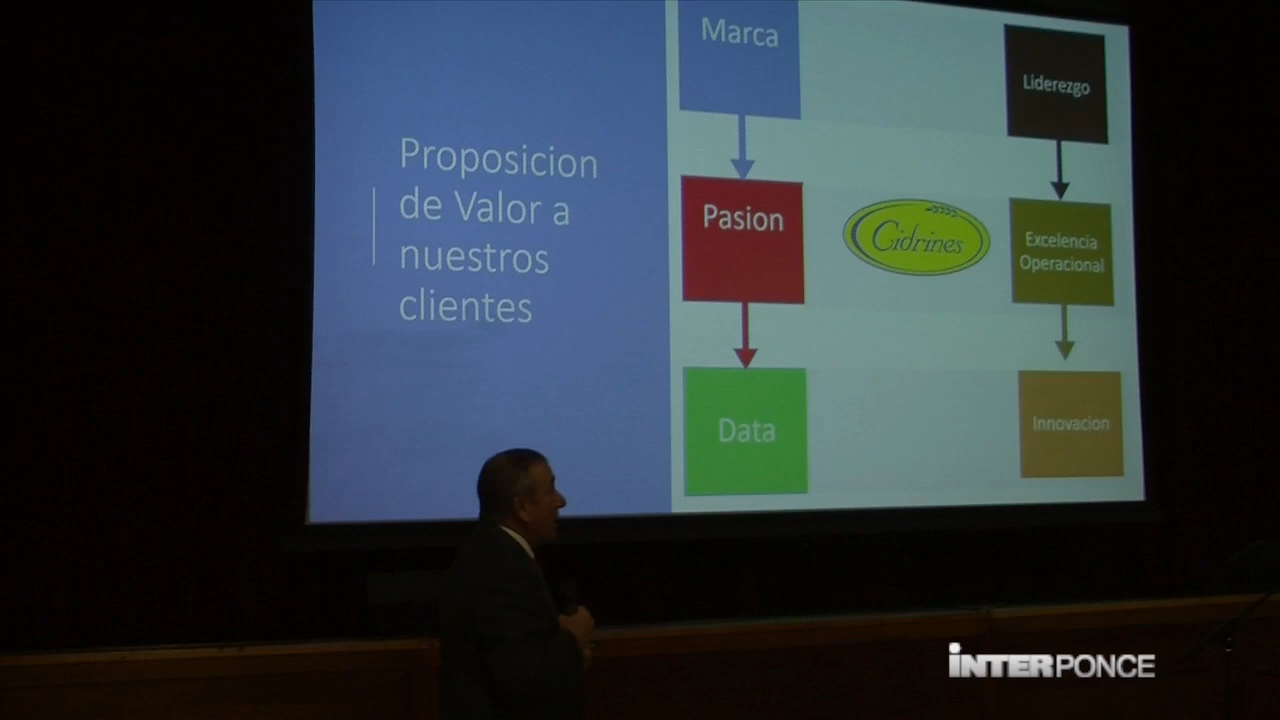 Proposicion
de Valor a
nuestros
clientes
Marca
Pasion
Data
Cidrines
Liderezgo
Excelencia
Operacional
Innovacion
INTERPONCE